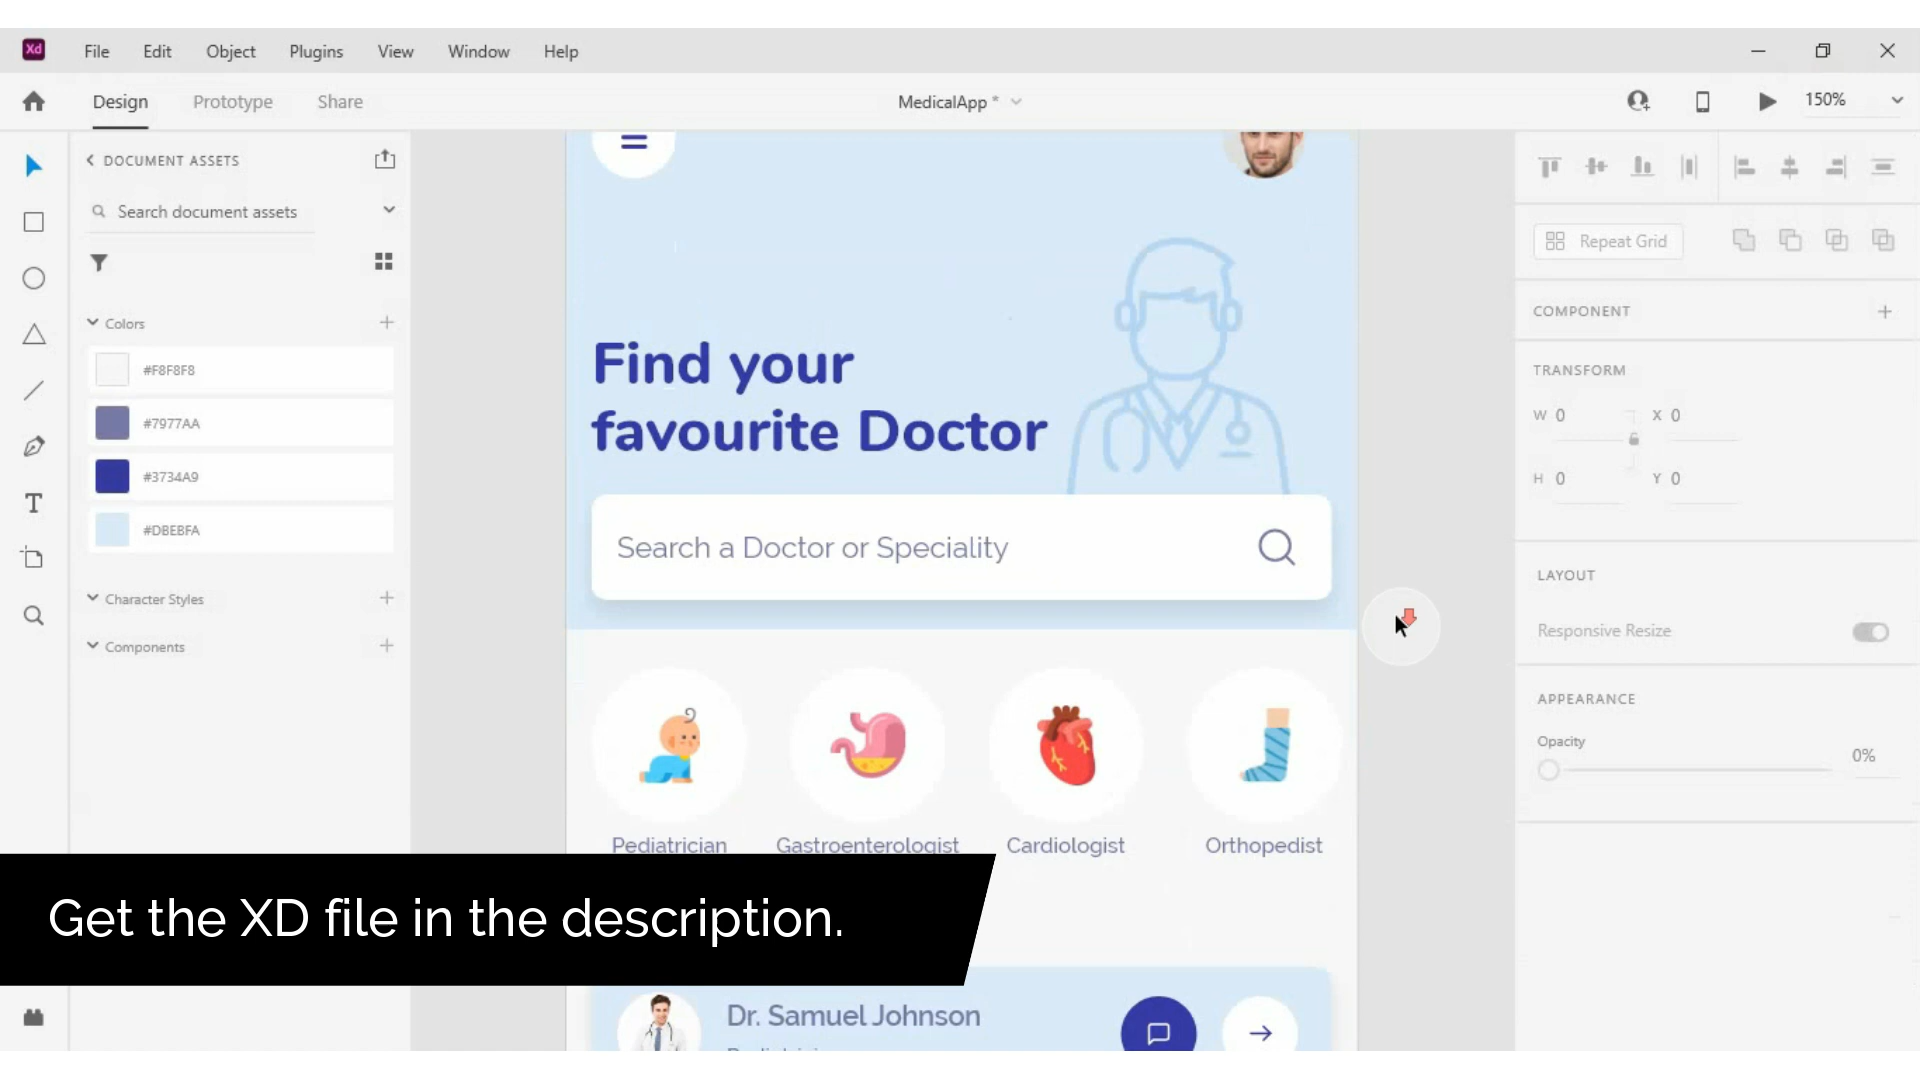 Xd File Edit Object Plugins View Window Help
Design Prototype Share MedicalApp * 150%
DOCUMENT ASSETS
Search document assets
Colors
#F8F8F8
#7977AA
#3734A9
#DBEBFA
Character Styles
Components
Find your
favourite Doctor
Search a Doctor or Speciality
Pediatrician Gastroenterologist Cardiologist Orthopedist
Get the XD file in the description.
Dr. Samuel Johnson
Repeat Grid
COMPONENT
TRANSFORM
W 0 X 0
H 0 Y 0
LAYOUT
Responsive Resize
APPEARANCE
Opacity
0%